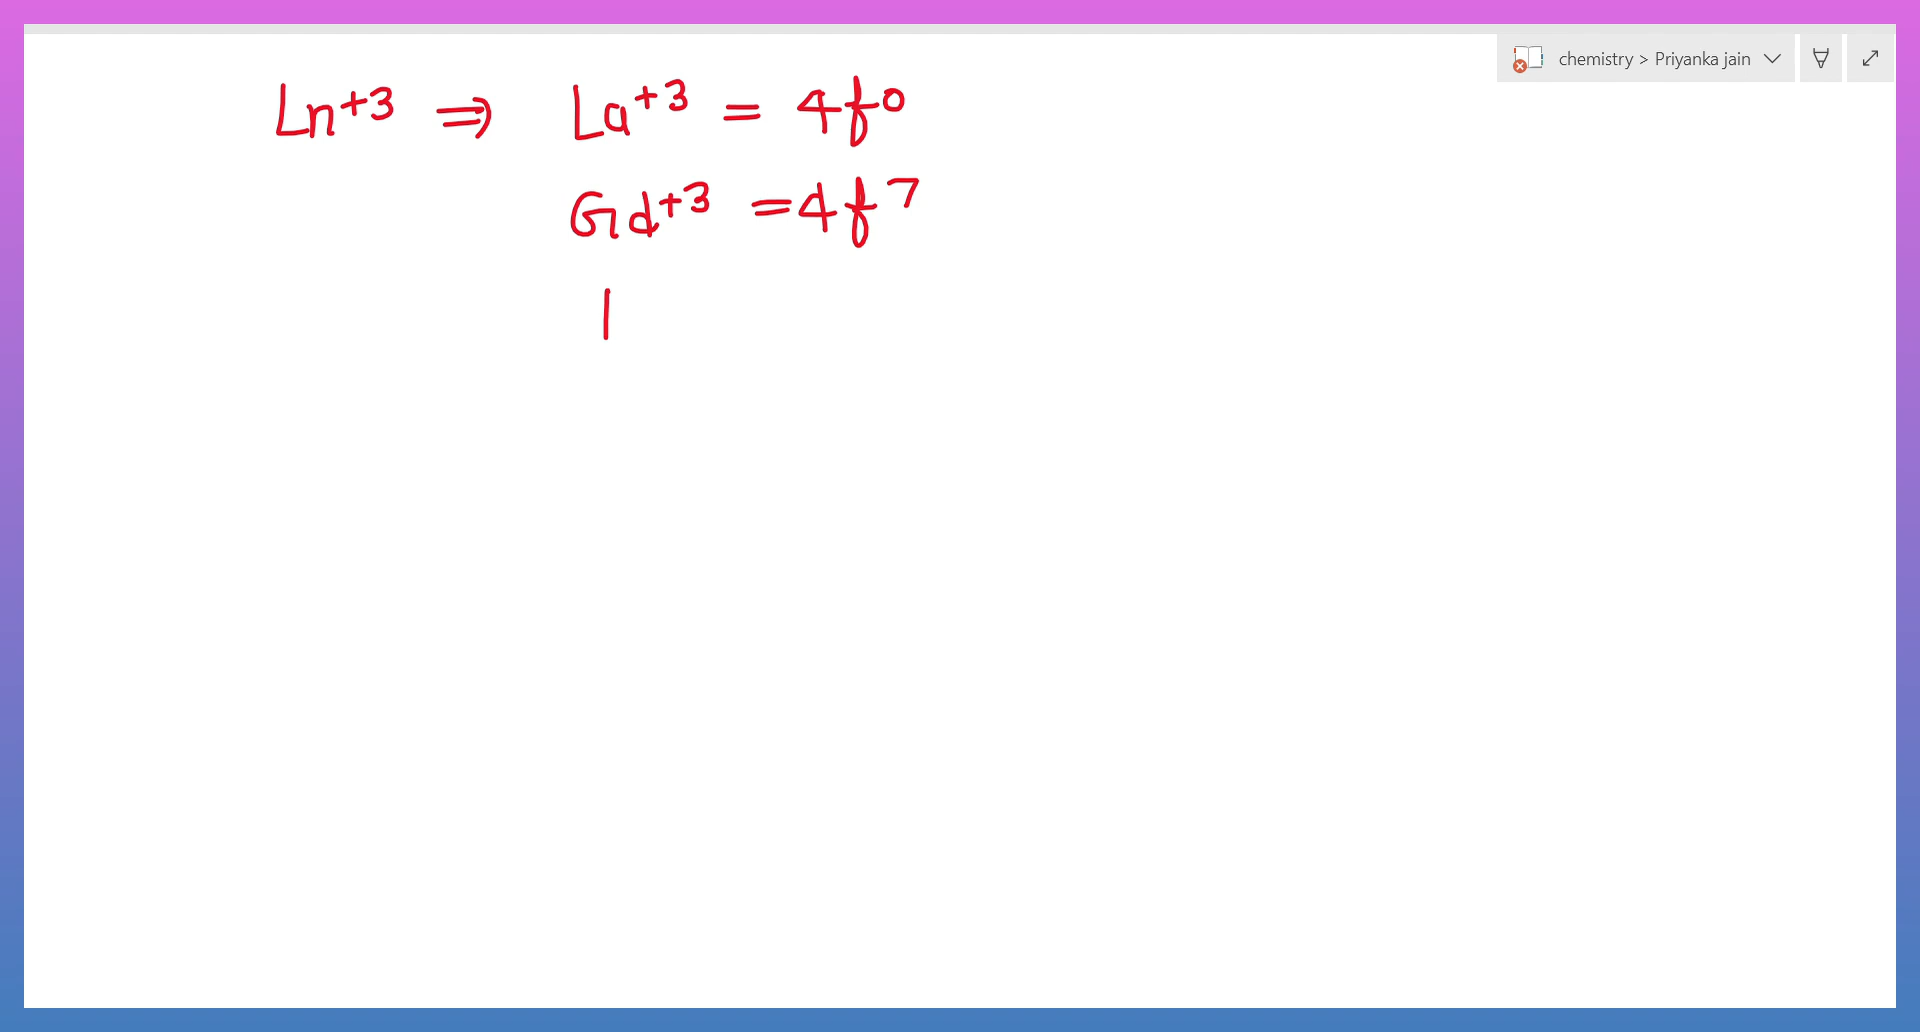 chemistry > Priyanka jain
Ln+3 ⇒ La+3 = 4f0
Gd+3 = 4f7